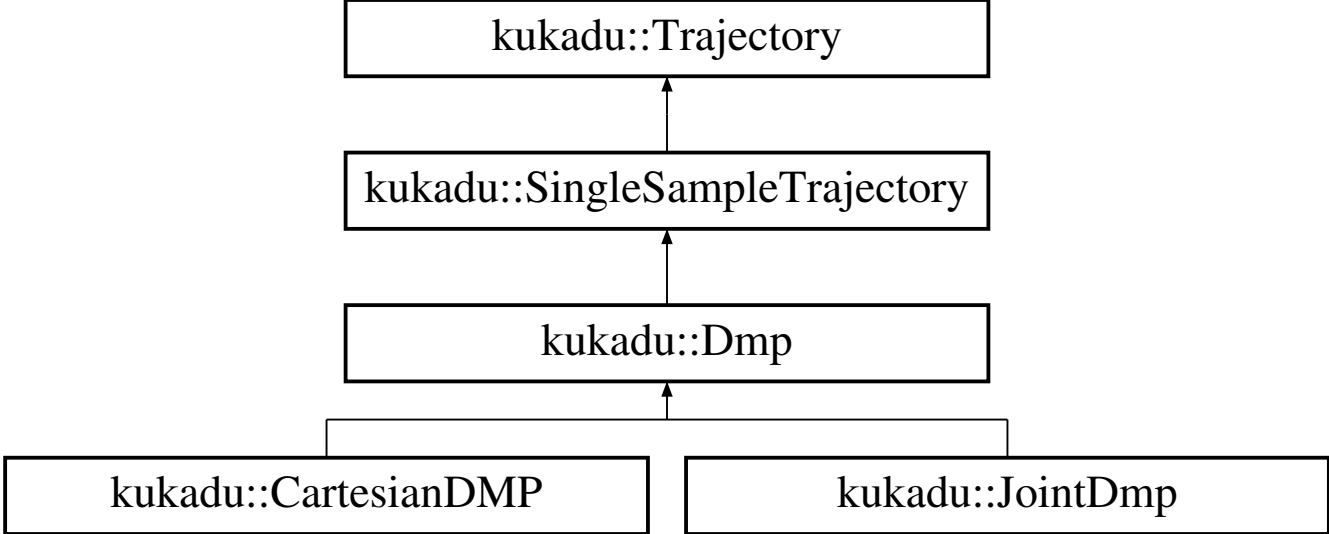 kukadu::Trajectory
kukadu::SingleSampleTrajectory
kukadu::Dmp
kukadu::CartesianDMP
kukadu::JointDmp